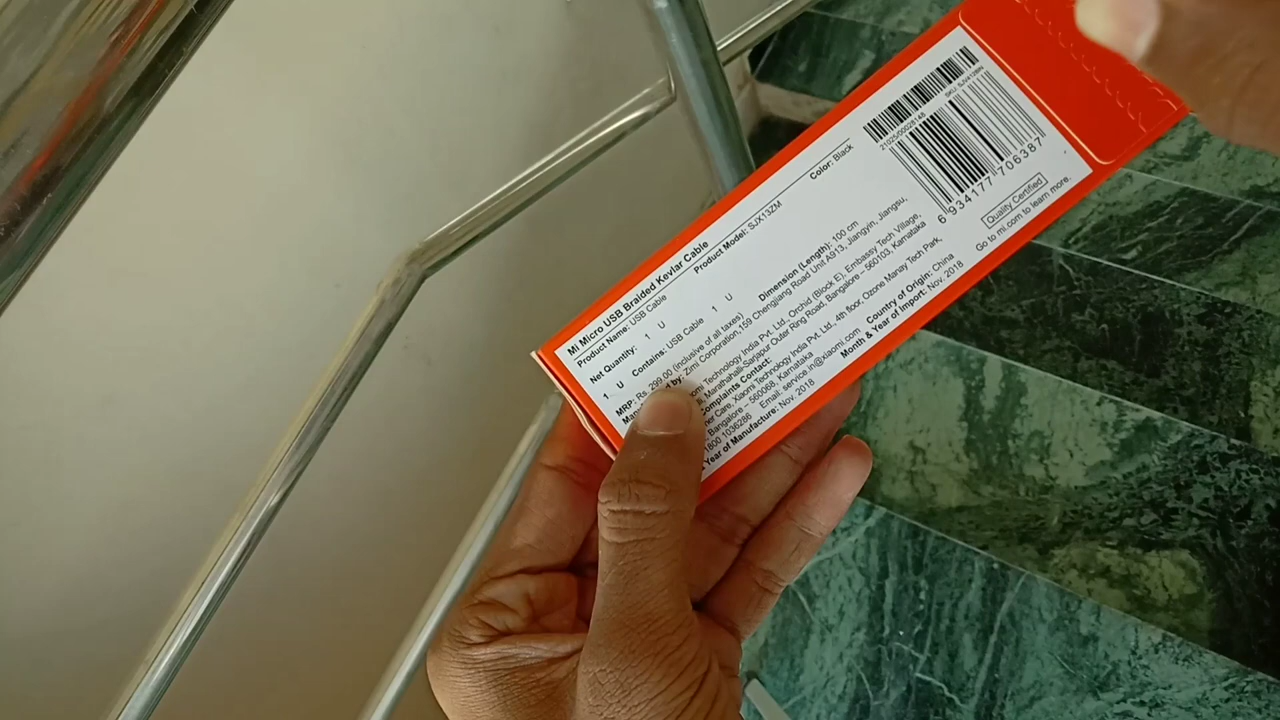 Mi Micro USB Braided Kevlar Cable
Product Name: USB Cable
Product Model: SJX13ZM
Color: Black
Net Quantity: 1 U
1 U Contains: USB Cable 1 U
Dimension (Length): 100 cm
MRP: Rs. 299.00 (inclusive of all taxes)
by: Zimi Corporation,159 Chengjiang Road Unit A913, Jiangyin, Jiangsu,
Technology India Pvt. Ltd., Orchid (Block E), Embassy Tech Village,
Marathahalli-Sarjapur Outer Ring Road, Bangalore – 560103, Karnataka
Complaints Contact:
Care, Xiaomi Technology India Pvt. Ltd., 4th floor, Ozone Manay Tech Park,
Bangalore – 560068, Karnataka
1800 1036286 Email: service.in@xiaomi.com
Country of Origin: China
Year of Manufacture: Nov. 2018
Month & Year of Import: Nov. 2018
21025/00028148
SKU: SJV4128IN
6 934177 706387
Quality Certified
Go to mi.com to learn more.